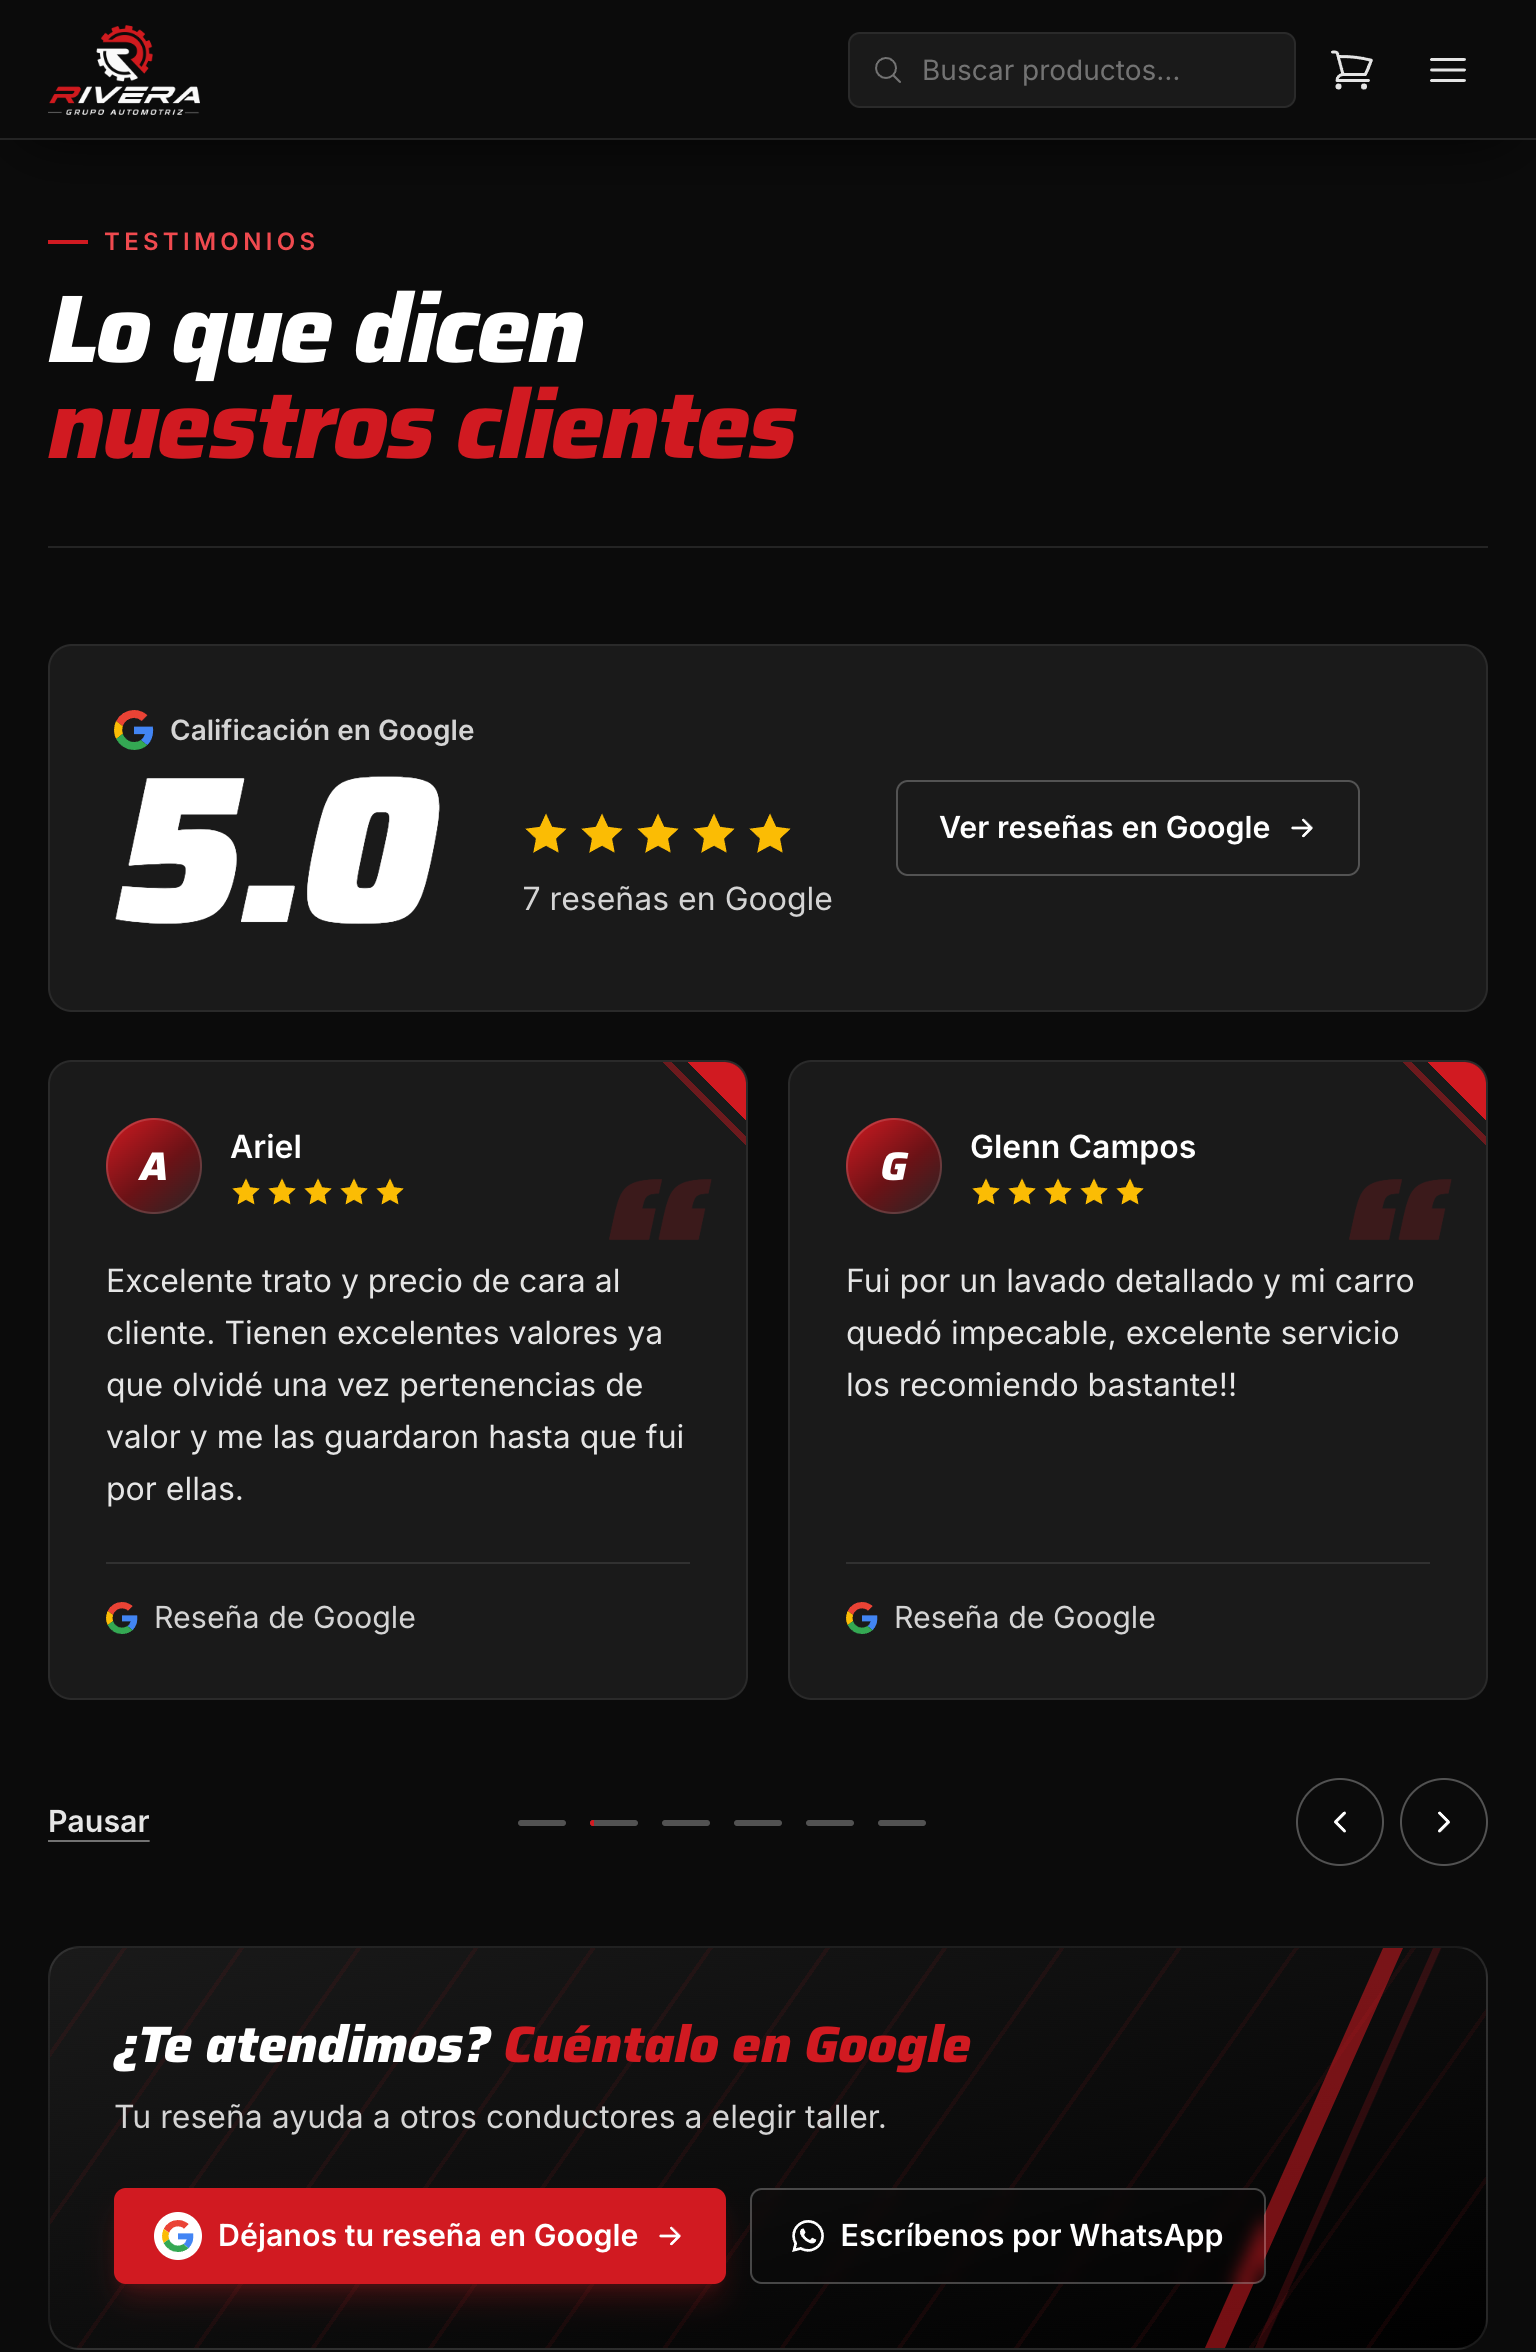 RIVERA
GRUPO AUTOMOTRIZ
Buscar productos...
TESTIMONIOS
Lo que dicen
nuestros clientes
Calificación en Google
5.0
7 reseñas en Google
Ver reseñas en Google →
A
Ariel
“
Excelente trato y precio de cara al
cliente. Tienen excelentes valores ya
que olvidé una vez pertenencias de
valor y me las guardaron hasta que fui
por ellas.
Reseña de Google
G
Glenn Campos
“
Fui por un lavado detallado y mi carro
quedó impecable, excelente servicio
los recomiendo bastante!!
Reseña de Google
Pausar
¿Te atendimos? Cuéntalo en Google
Tu reseña ayuda a otros conductores a elegir taller.
Déjanos tu reseña en Google →
Escríbenos por WhatsApp